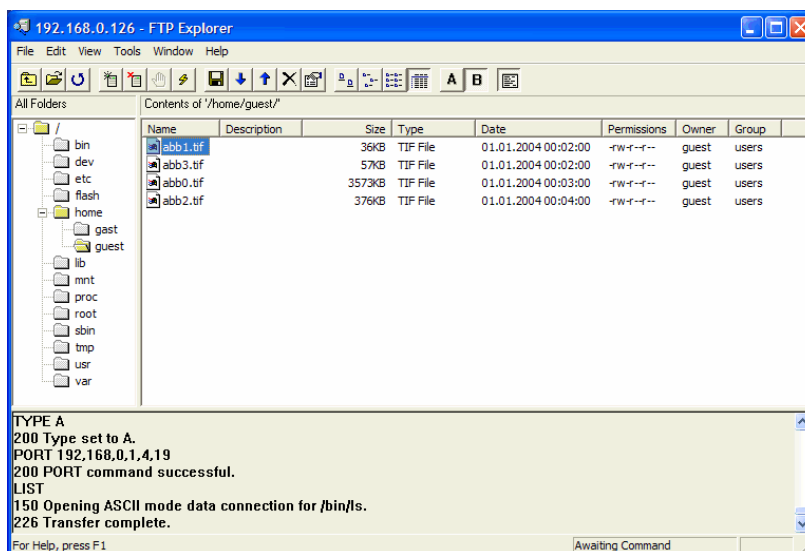 192.168.0.126 - FTP Explorer
File Edit View Tools Window Help
A B
All Folders Contents of '/home/guest/'
Name Description Size Type Date Permissions Owner Group
abb1.tif 36KB TIF File 01.01.2004 00:02:00 -rw-r--r-- guest users
abb3.tif 57KB TIF File 01.01.2004 00:02:00 -rw-r--r-- guest users
abb0.tif 3573KB TIF File 01.01.2004 00:03:00 -rw-r--r-- guest users
abb2.tif 376KB TIF File 01.01.2004 00:04:00 -rw-r--r-- guest users
/
bin
dev
etc
flash
home
gast
guest
lib
mnt
proc
root
sbin
tmp
usr
var
TYPE A
200 Type set to A.
PORT 192,168,0,1,4,19
200 PORT command successful.
LIST
150 Opening ASCII mode data connection for /bin/ls.
226 Transfer complete.
For Help, press F1 Awaiting Command